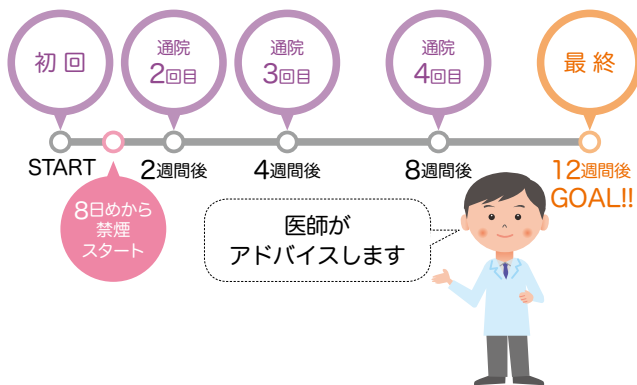 初回
通院
2回目
通院
3回目
通院
4回目
最終
START
2週間後
4週間後
8週間後
12週間後
GOAL!!
8日めから
禁煙
スタート
医師が
アドバイスします